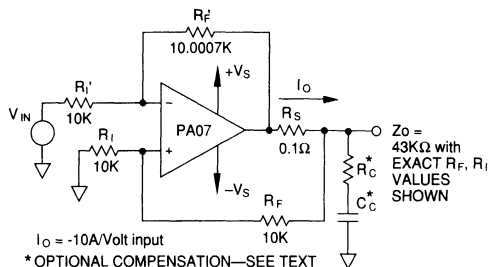 R_F'
10.0007K
+V_S
I_O
R_I'
V_IN
10K
R_S
−
PA07
R_I
10K
+
0.1Ω
−V_S
Zo =
43KΩ with
EXACT R_F, R_I
VALUES
SHOWN
R_C*
C_C*
R_F
10K
I_O = -10A/Volt input
* OPTIONAL COMPENSATION—SEE TEXT